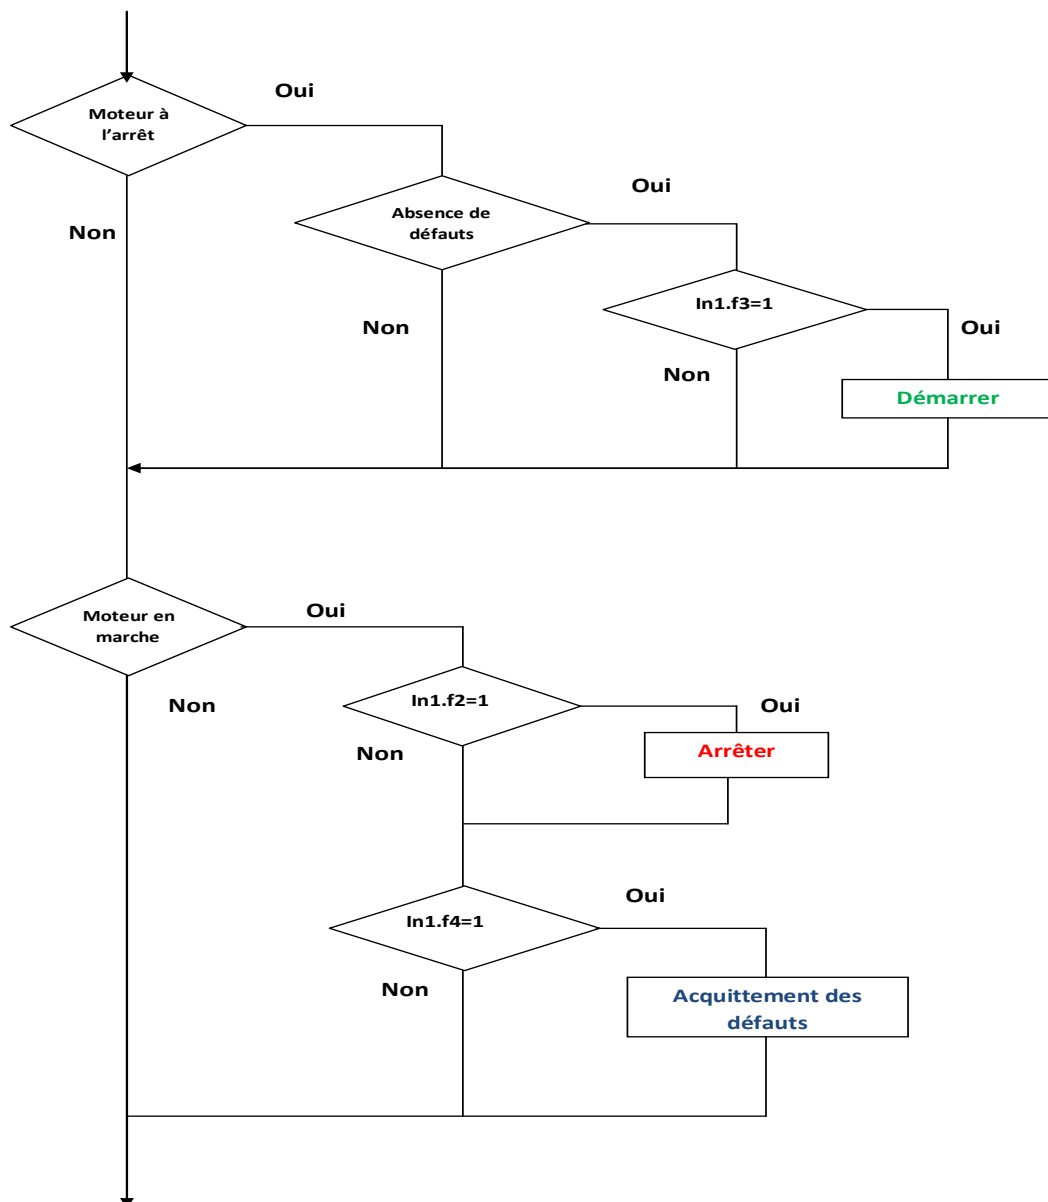 Oui
Moteur à
l'arrêt
Oui
Absence de
défauts
Non
In1.f3=1
Non
Oui
Non
Démarrer
Oui
Moteur en
marche
Non
In1.f2=1
Oui
Non
Arrêter
Oui
In1.f4=1
Non
Acquittement des
défauts